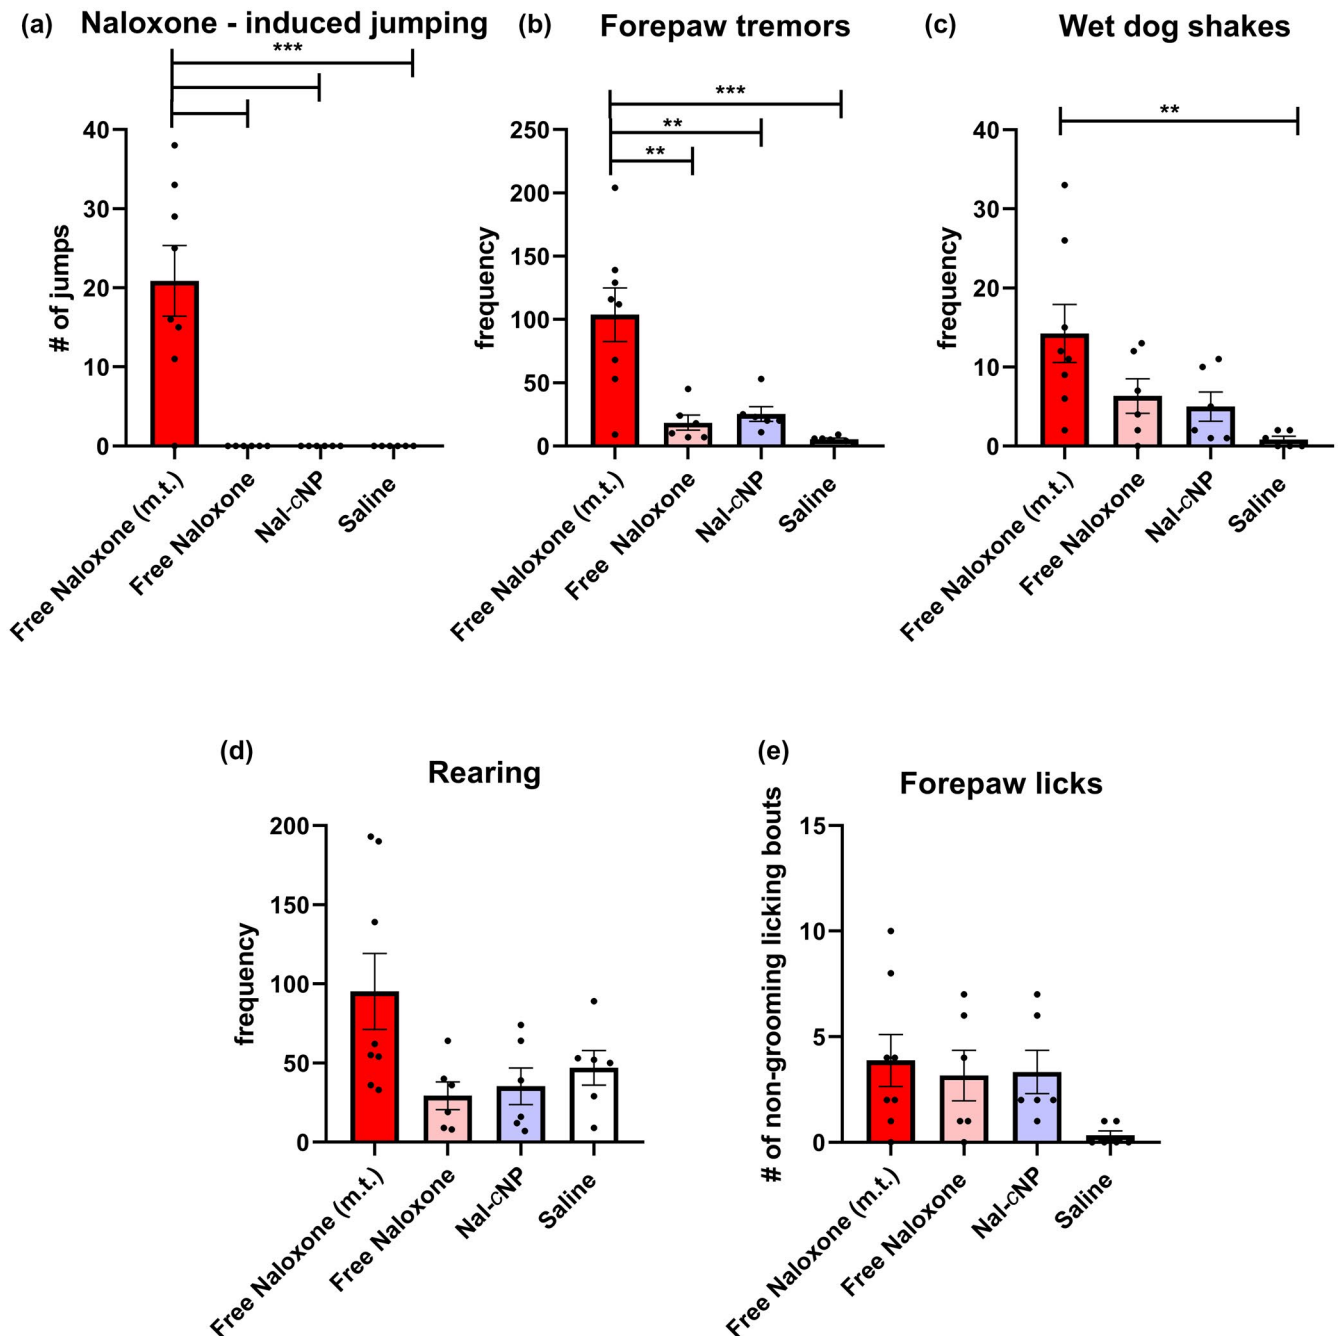 (a) Naloxone - induced jumping
***
# of jumps
40
30
20
10
0
Free Naloxone (m.t.)
Free Naloxone
Nal-cNP
Saline
(b) Forepaw tremors
***
**
**
frequency
250
200
150
100
50
0
Free Naloxone (m.t.)
Free Naloxone
Nal-cNP
Saline
(c) Wet dog shakes
**
frequency
40
30
20
10
0
Free Naloxone (m.t.)
Free Naloxone
Nal-cNP
Saline
(d)
Rearing
frequency
200
150
100
50
0
Free Naloxone (m.t.)
Free Naloxone
Nal-cNP
Saline
(e)
Forepaw licks
# of non-grooming licking bouts
15
10
5
0
Free Naloxone (m.t.)
Free Naloxone
Nal-cNP
Saline